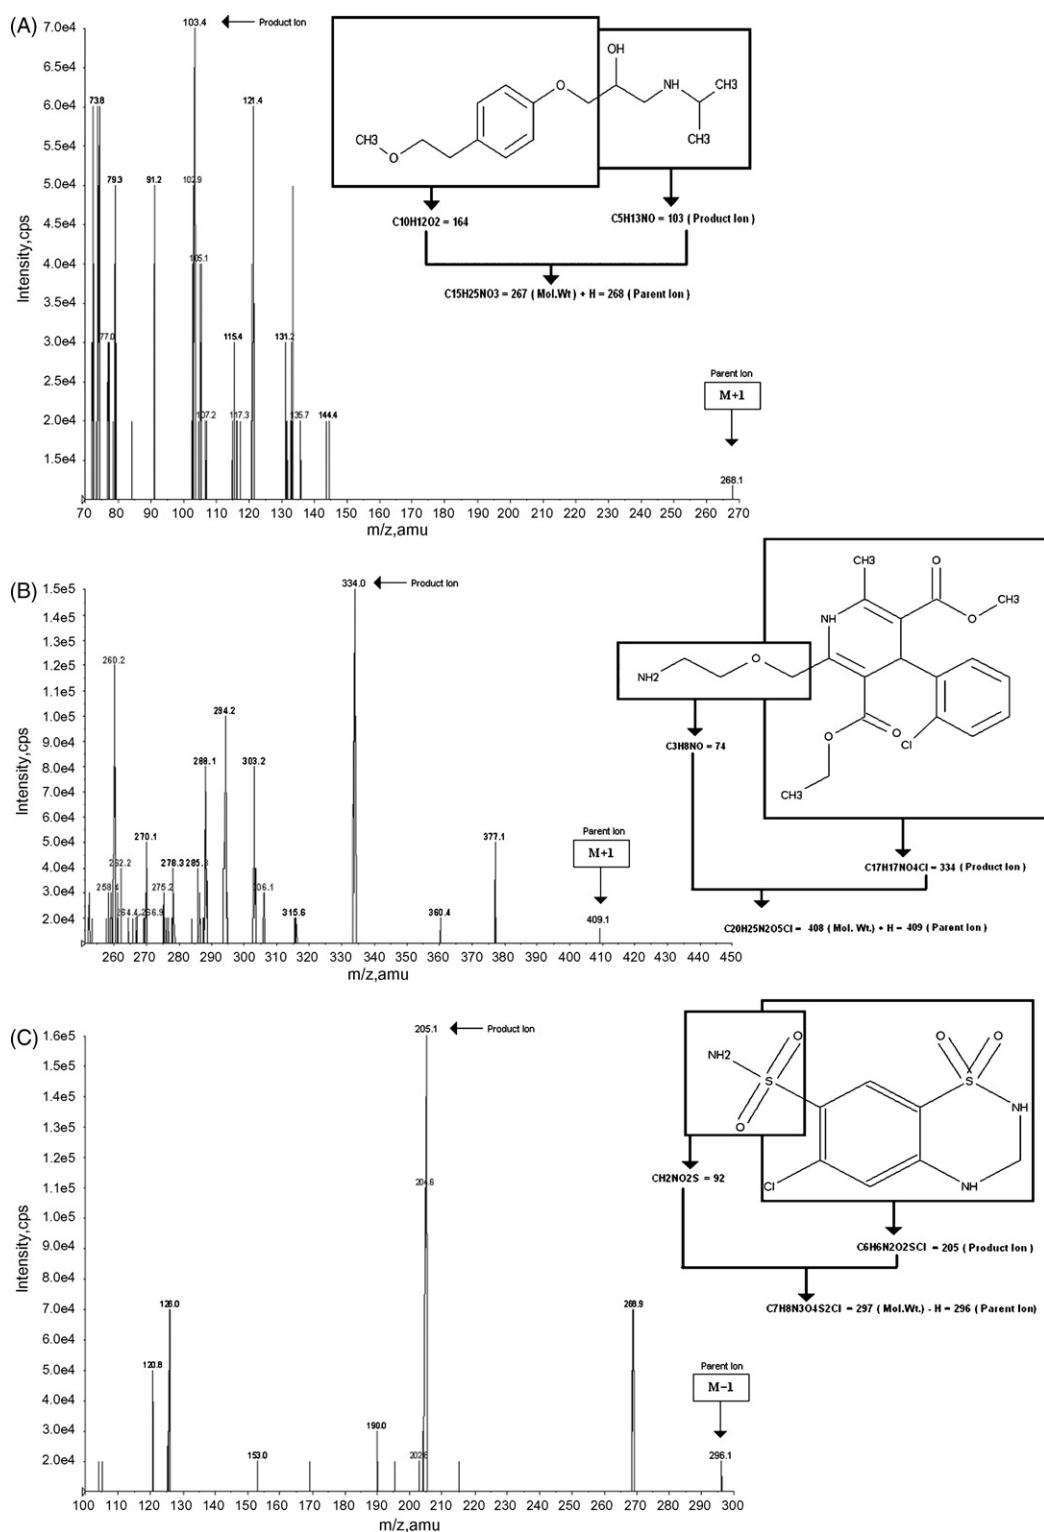 (A)
7.0e4
6.5e4
6.0e4
5.5e4
5.0e4
4.5e4
4.0e4
3.5e4
3.0e4
2.5e4
2.0e4
1.5e4
Intensity,cps
103.4
Product Ion
73.8
121.4
79.3
91.2
102.9
105.1
77.0
115.4
131.2
107.2
117.3
135.7
144.4
70 80 90 100 110 120 130 140 150 160 170 180 190 200 210 220 230 240 250 260 270
m/z,amu
OH
O
NH
CH3
CH3
CH3
O
C10H12O2 = 164
C5H13NO = 103 ( Product Ion )
C15H25NO3 = 267 ( Mol.Wt ) + H = 268 ( Parent Ion )
Parent Ion
M+1
268.1
(B)
1.5e5
1.4e5
1.3e5
1.2e5
1.1e5
1.0e5
9.0e4
8.0e4
7.0e4
6.0e4
5.0e4
4.0e4
3.0e4
2.0e4
Intensity,cps
334.0
Product Ion
260.2
294.2
288.1
303.2
270.1
377.1
262.2
278.3
258.4
275.2
306.1
264.4
266.9
315.6
360.4
260 270 280 290 300 310 320 330 340 350 360 370 380 390 400 410 420 430 440 450
m/z,amu
CH3
O
CH3
NH
O
O
NH2
O
O
Cl
CH3
C3H8NO = 74
C17H17NO4Cl = 334 ( Product Ion )
C20H25N2O5Cl = 408 ( Mol. Wt.) + H = 409 ( Parent Ion )
Parent Ion
M+1
409.1
(C)
1.6e5
1.4e5
1.3e5
1.2e5
1.1e5
1.0e5
9.0e4
8.0e4
7.0e4
6.0e4
5.0e4
4.0e4
3.0e4
2.0e4
Intensity,cps
205.1
Product Ion
204.6
126.0
268.9
120.8
190.0
153.0
100 110 120 130 140 150 160 170 180 190 200 210 220 230 240 250 260 270 280 290 300
m/z,amu
O
O O
NH2
S
S
NH
O
Cl
NH
CH2NO2S = 92
C6H6N2O2SCl = 205 ( Product Ion )
C7H8N3O4S2Cl = 297 ( Mol.Wt.) - H = 296 ( Parent Ion)
Parent Ion
M−1
296.1